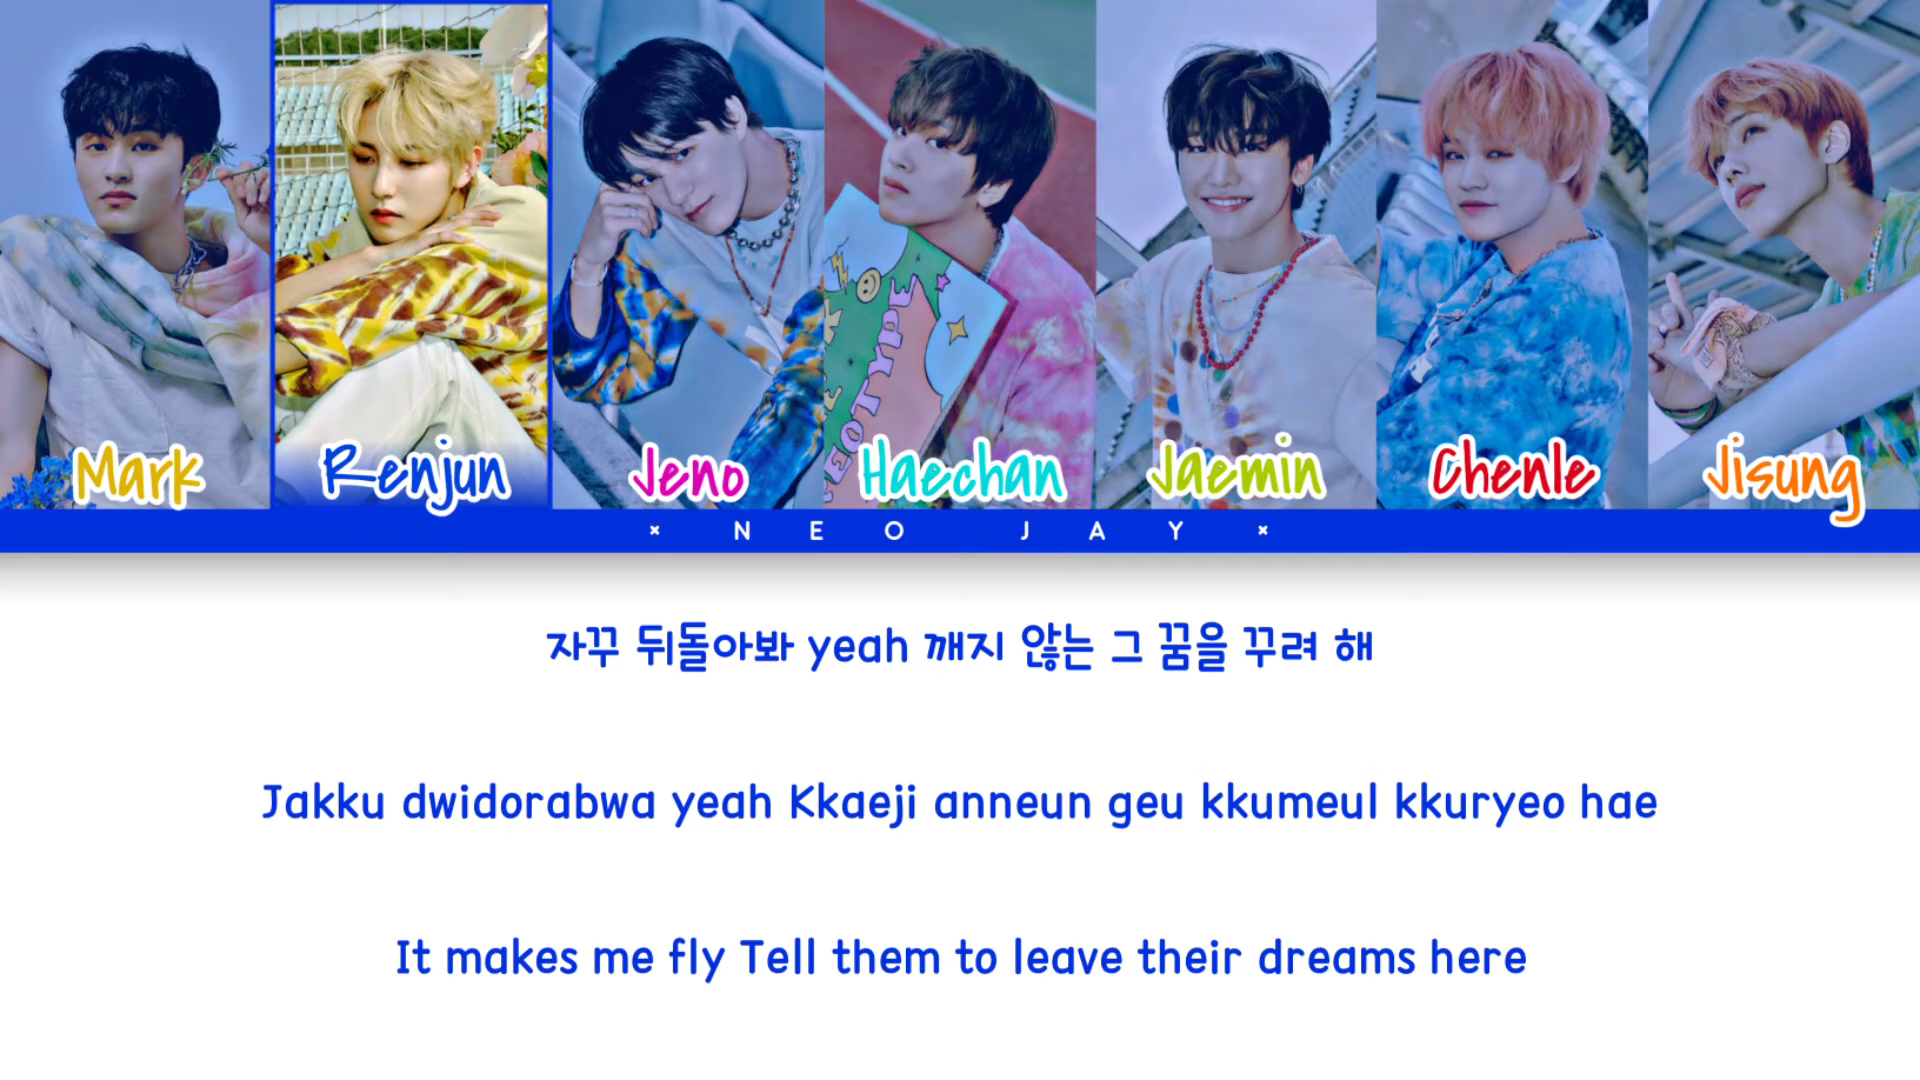 Mark Renjun Jeno Haechan Jaemin Chenle Jisung
× NEO JAY ×
자꾸 뒤돌아봐 yeah 깨지 않는 그 꿈을 꾸려 해
Jakku dwidorabwa yeah Kkaeji anneun geu kkumeul kkuryeo hae
It makes me fly Tell them to leave their dreams here